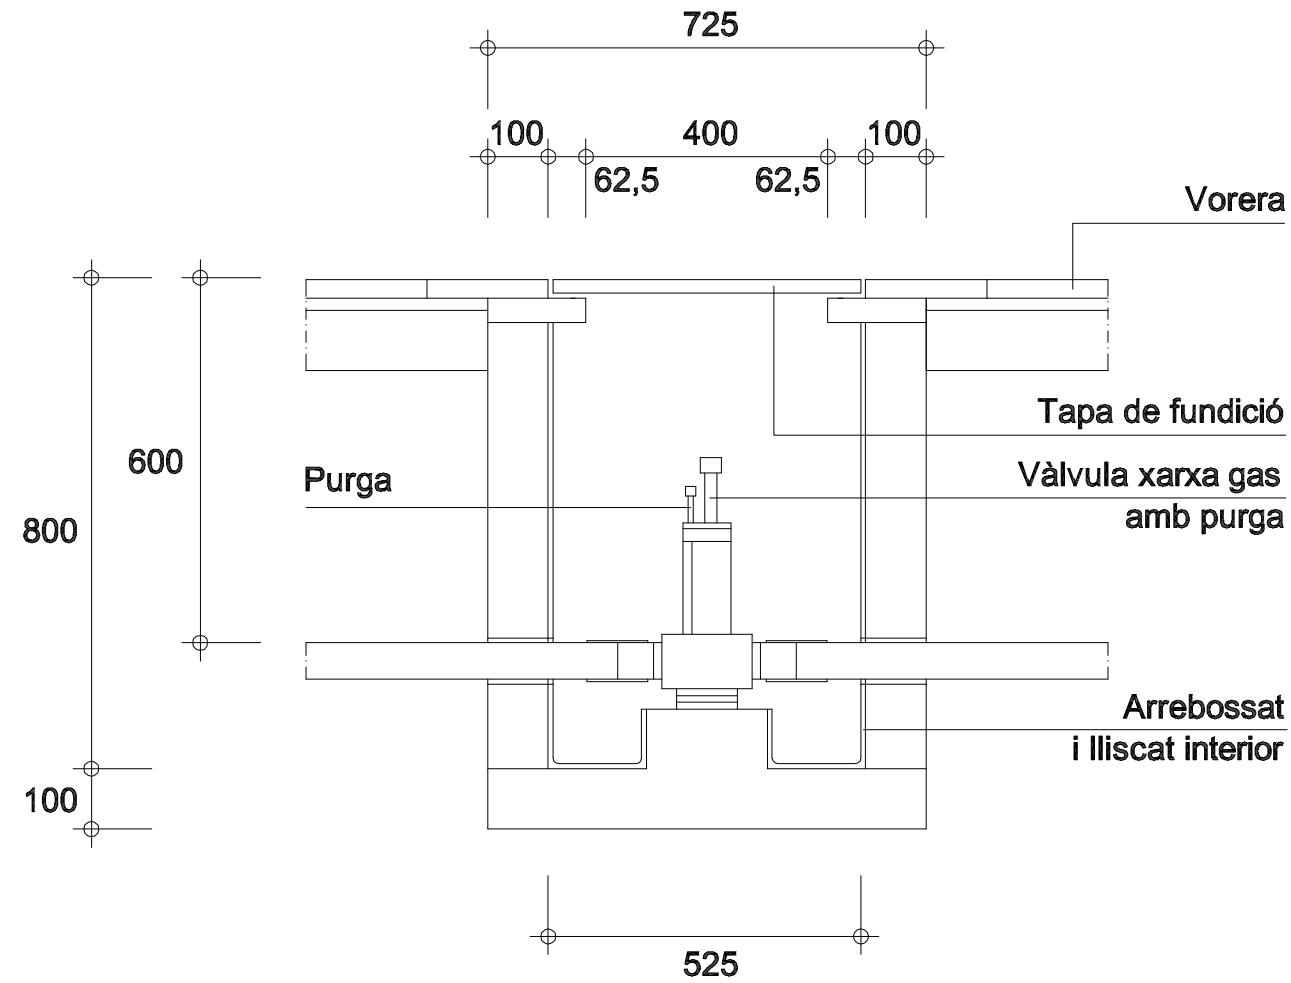 725
100 400 100
62,5 62,5
Vorera
Tapa de fundició
600
Purga
Vàlvula xarxa gas
amb purga
800
Arrebossat
i lliscat interior
100
525